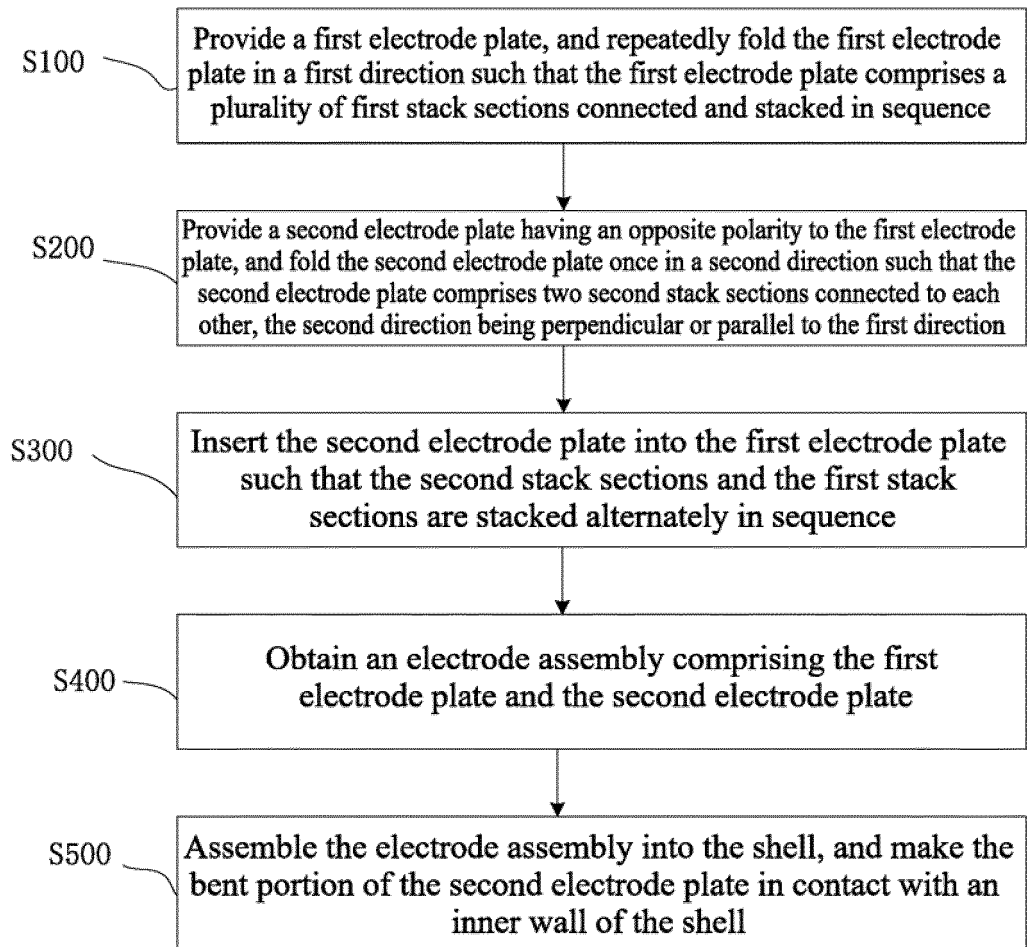 S100
Provide a first electrode plate, and repeatedly fold the first electrode
plate in a first direction such that the first electrode plate comprises a
plurality of first stack sections connected and stacked in sequence
S200
Provide a second electrode plate having an opposite polarity to the first electrode
plate, and fold the second electrode plate once in a second direction such that the
second electrode plate comprises two second stack sections connected to each
other, the second direction being perpendicular or parallel to the first direction
S300
Insert the second electrode plate into the first electrode plate
such that the second stack sections and the first stack
sections are stacked alternately in sequence
S400
Obtain an electrode assembly comprising the first
electrode plate and the second electrode plate
S500
Assemble the electrode assembly into the shell, and make the
bent portion of the second electrode plate in contact with an
inner wall of the shell